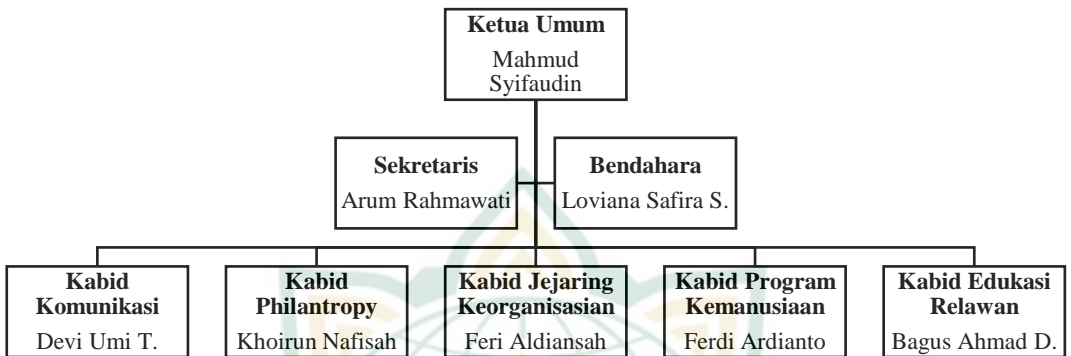 Ketua Umum
Mahmud
Syifaudin
Sekretaris
Arum Rahmawati
Bendahara
Loviana Safira S.
Kabid
Komunikasi
Devi Umi T.
Kabid
Philantropy
Khoirun Nafisah
Kabid Jejaring
Keorganisasian
Feri Aldiansah
Kabid Program
Kemanusiaan
Ferdi Ardianto
Kabid Edukasi
Relawan
Bagus Ahmad D.